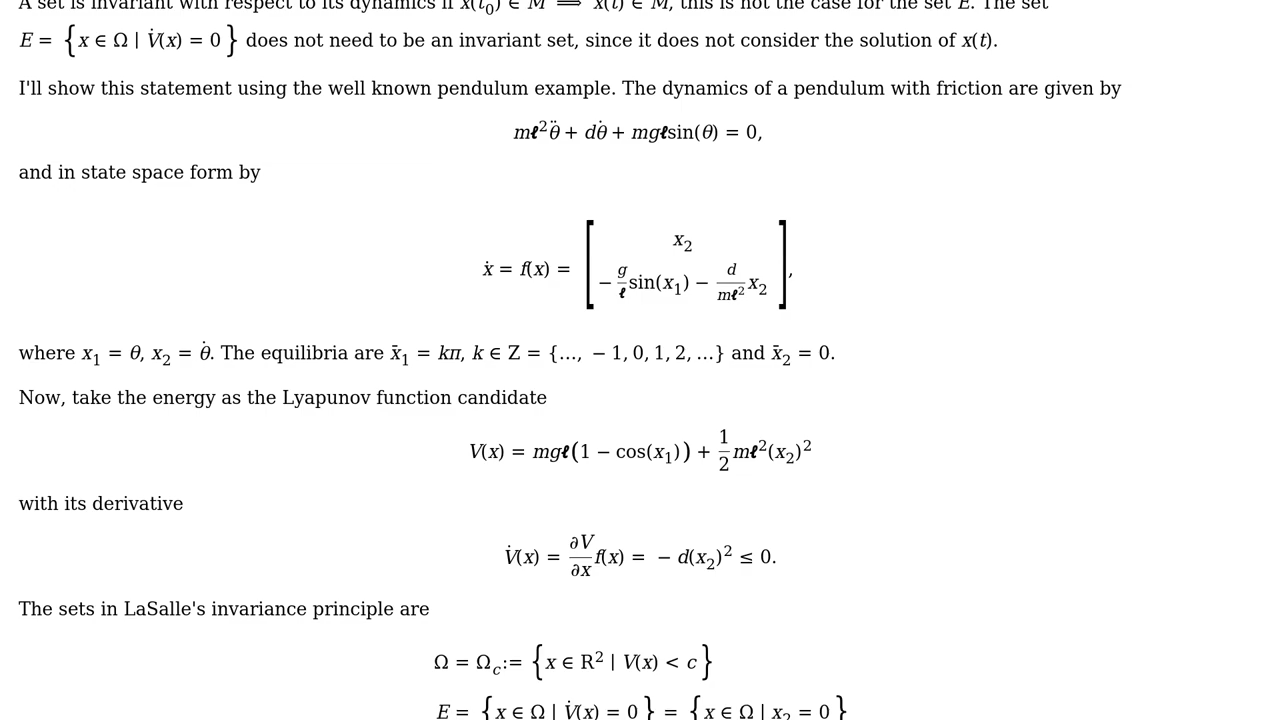 A set is invariant with respect to its dynamics if x(t₀) ∈ M ⟹ x(t) ∈ M, this is not the case for the set E. The set
E = {x ∈ Ω | V̇(x) = 0} does not need to be an invariant set, since it does not consider the solution of x(t).
I'll show this statement using the well known pendulum example. The dynamics of a pendulum with friction are given by
mℓ²θ̈ + dθ̇ + mgℓsin(θ) = 0,
and in state space form by
ẋ = f(x) = [ x₂ ; − g/ℓ sin(x₁) − d/(mℓ²) x₂ ],
where x₁ = θ, x₂ = θ̇. The equilibria are x̄₁ = kπ, k ∈ Z = {…, − 1, 0, 1, 2, …} and x̄₂ = 0.
Now, take the energy as the Lyapunov function candidate
V(x) = mgℓ(1 − cos(x₁)) + 1/2 mℓ²(x₂)²
with its derivative
V̇(x) = ∂V/∂x f(x) = − d(x₂)² ≤ 0.
The sets in LaSalle's invariance principle are
Ω = Ω_c := {x ∈ R² | V(x) < c}
E = {x ∈ Ω | V̇(x) = 0} = {x ∈ Ω | x₂ = 0}